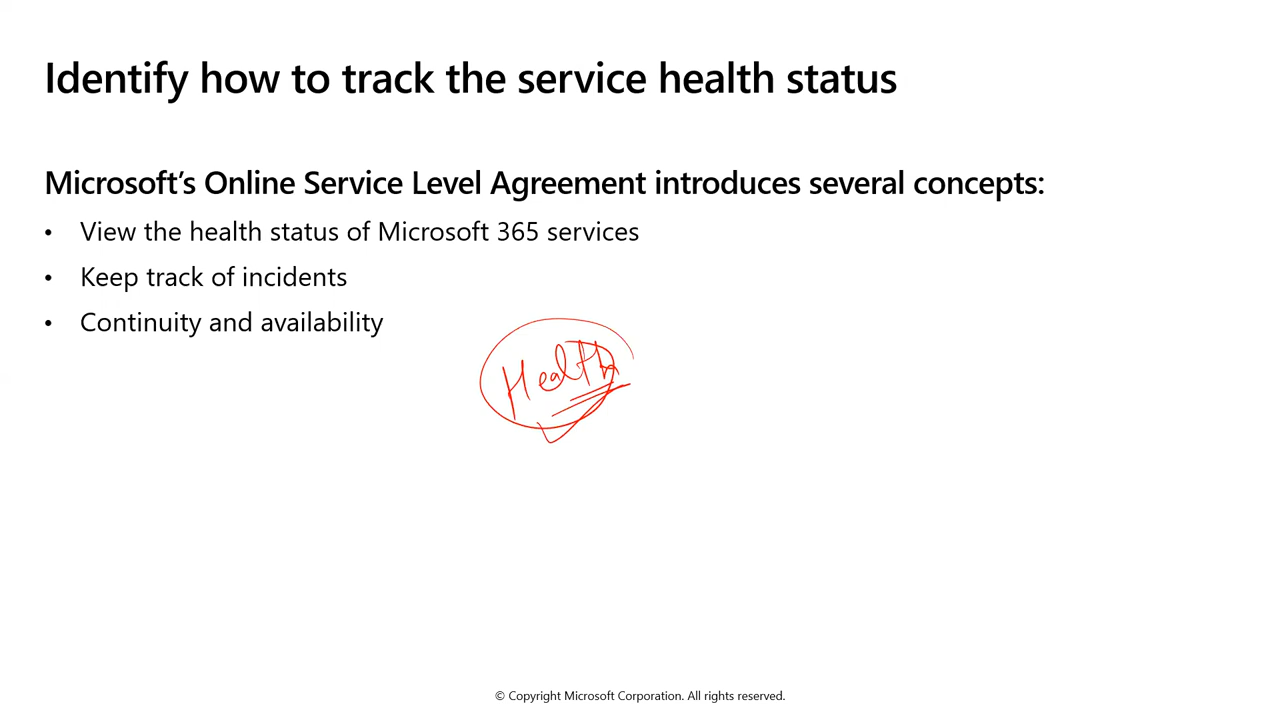 Identify how to track the service health status
Microsoft’s Online Service Level Agreement introduces several concepts:
• View the health status of Microsoft 365 services
• Keep track of incidents
• Continuity and availability
Health
© Copyright Microsoft Corporation. All rights reserved.